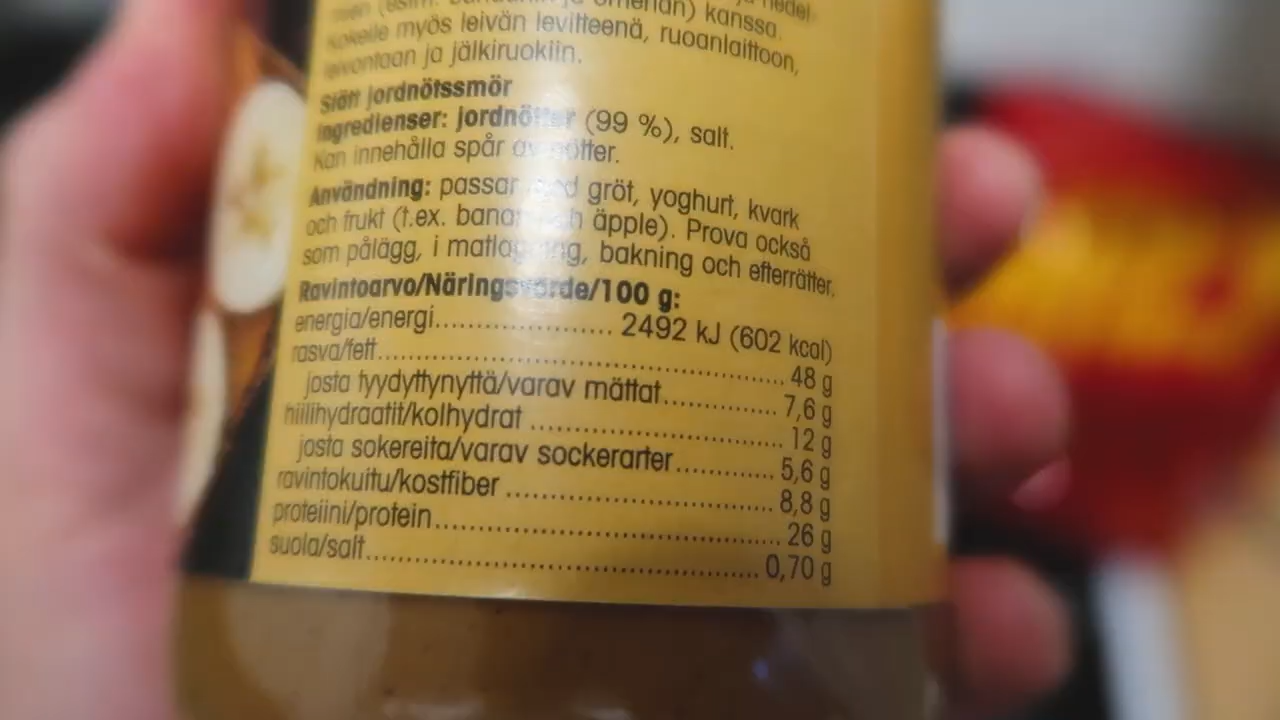 omenan) kanssa.
Kokeile myös leivän levitteenä, ruoanlaittoon,
leivontaan ja jälkiruokiin.
Slätt jordnötssmör
Ingredienser: jordnötter (99 %), salt.
Kan innehålla spår av nötter.
Användning: passar med gröt, yoghurt, kvark
och frukt (t.ex. banan och äpple). Prova också
som pålägg, i matlagning, bakning och efterrätter.
Ravintoarvo/Näringsvärde/100 g:
energia/energi.................. 2492 kJ (602 kcal)
rasva/fett.......................................... 48 g
josta tyydyttynyttä/varav mättat............ 7,6 g
hiilihydraatit/kolhydrat .......................... 12 g
josta sokereita/varav sockerarter........... 5,6 g
ravintokuitu/kostfiber ........................... 8,8 g
proteiini/protein................................... 26 g
suola/salt......................................... 0,70 g